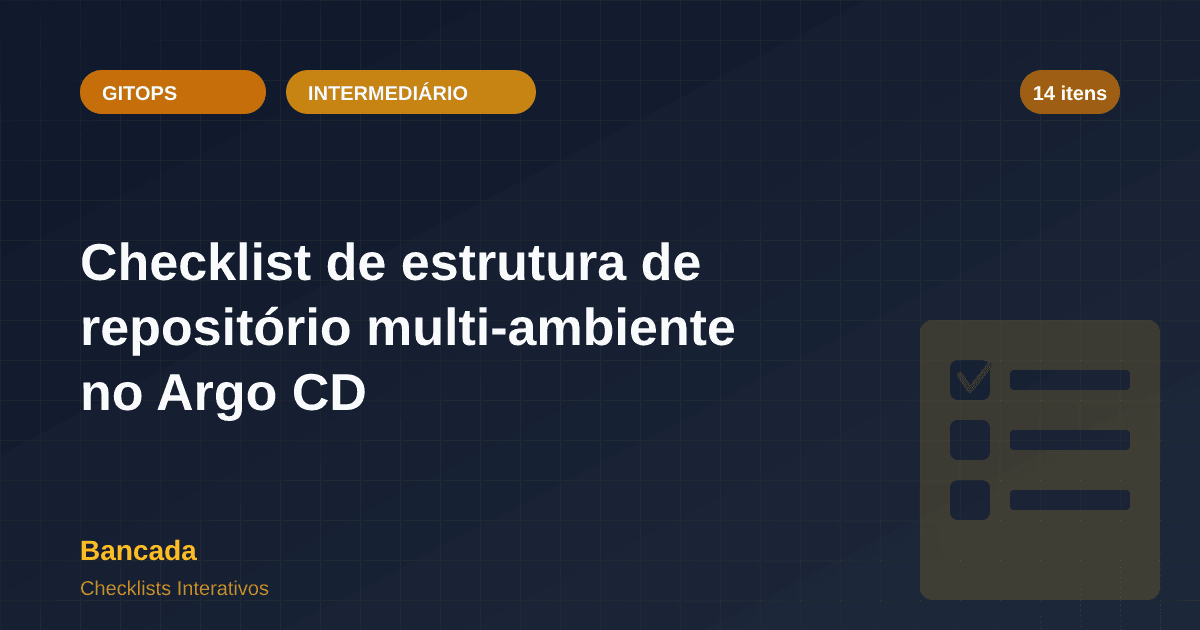 GITOPS
INTERMEDIÁRIO
14 itens
Checklist de estrutura de
repositório multi-ambiente
no Argo CD
Bancada
Checklists Interativos